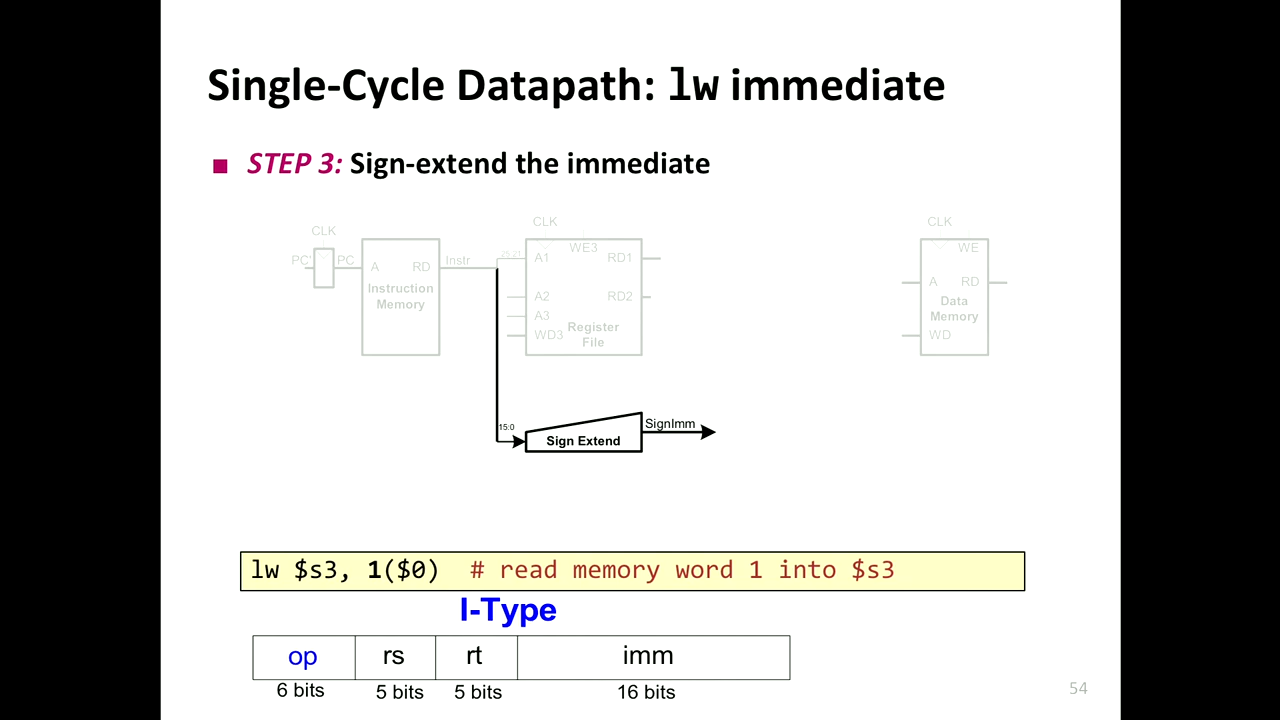 Single-Cycle Datapath: lw immediate
■ STEP 3: Sign-extend the immediate
CLK
CLK
CLK
PC'
PC
A
RD
Instruction
Memory
Instr
25:21
A1
WE3
RD1
A2
RD2
A3
WD3
Register
File
WE
A
RD
Data
Memory
WD
15:0
Sign Extend
SignImm
lw $s3, 1($0) # read memory word 1 into $s3
I-Type
op rs rt imm
6 bits 5 bits 5 bits 16 bits
54